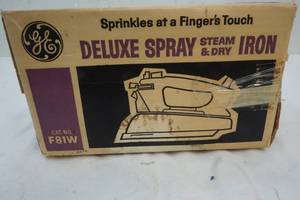 Sprinkles at a Finger's Touch
GE
DELUXE SPRAY STEAM & DRY IRON
CAT. NO.
F81W